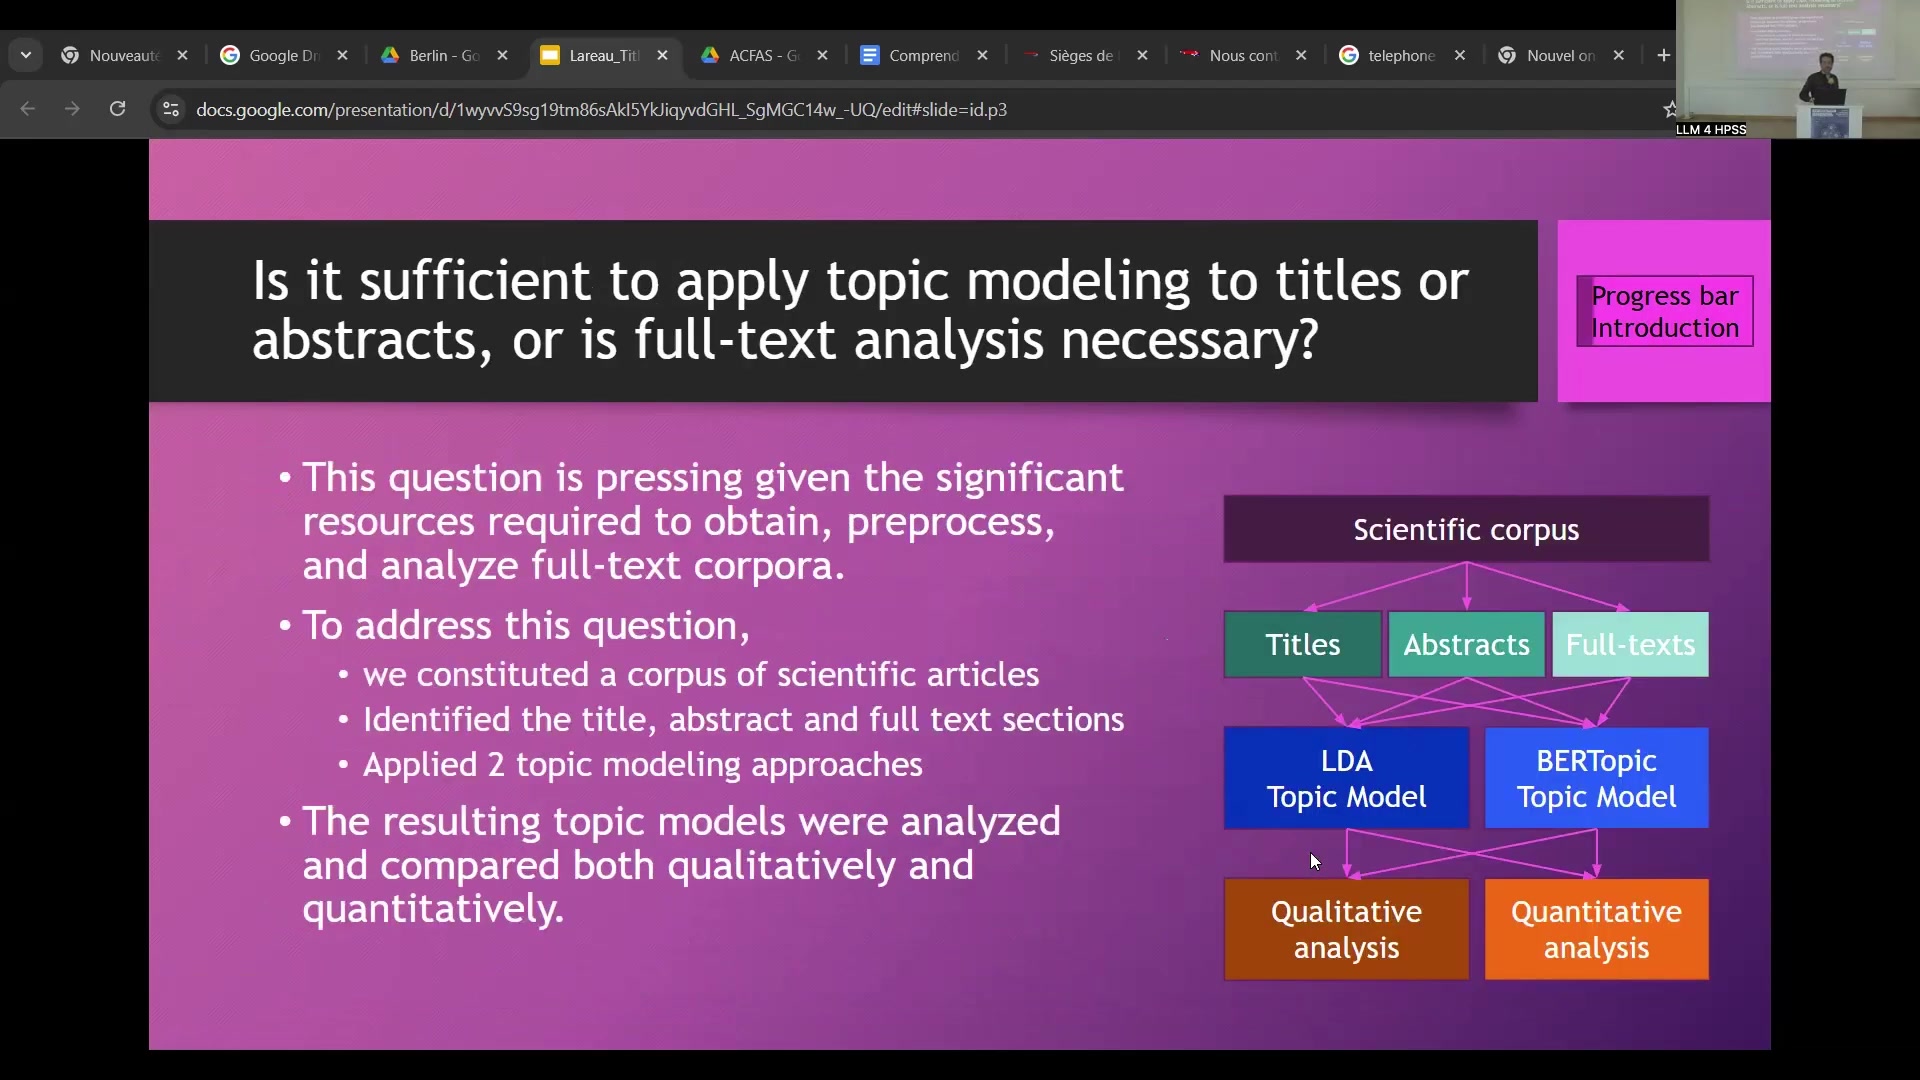 Nouveauté
Google Dri
Berlin - Go
Lareau_Titl
ACFAS - G
Comprend
Sièges de
Nous cont
telephone
Nouvel on
docs.google.com/presentation/d/1wyvvS9sg19tm86sAkI5YkJiqyvdGHL_SgMGC14w_-UQ/edit#slide=id.p3
LLM 4 HPSS
Is it sufficient to apply topic modeling to titles or
abstracts, or is full-text analysis necessary?
Progress bar
Introduction
• This question is pressing given the significant
resources required to obtain, preprocess,
and analyze full-text corpora.
• To address this question,
• we constituted a corpus of scientific articles
• Identified the title, abstract and full text sections
• Applied 2 topic modeling approaches
• The resulting topic models were analyzed
and compared both qualitatively and
quantitatively.
Scientific corpus
Titles
Abstracts
Full-texts
LDA
Topic Model
BERTopic
Topic Model
Qualitative
analysis
Quantitative
analysis